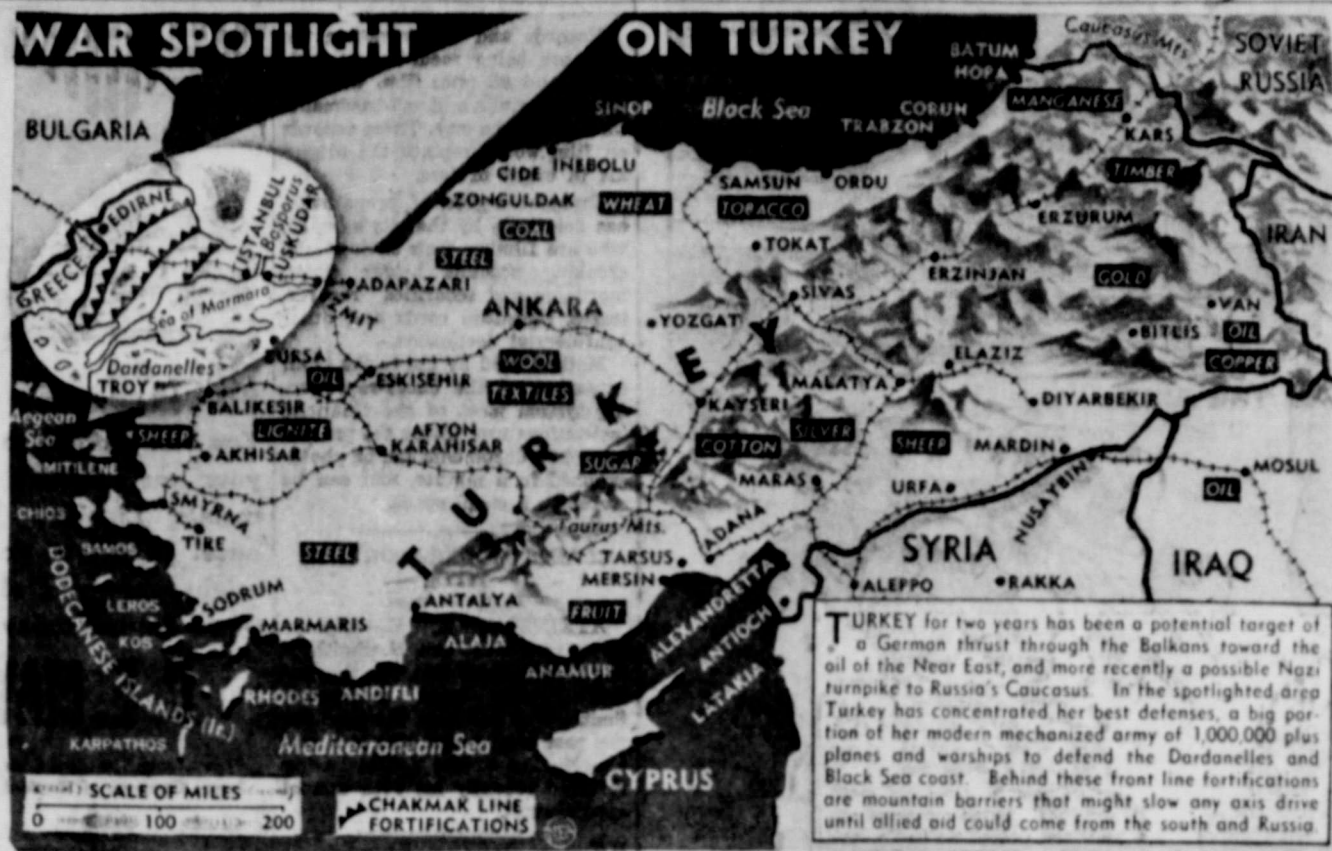 WAR SPOTLIGHT ON TURKEY
Caucasus Mts.
SOVIET
RUSSIA
BATUM
HOPA
BULGARIA
SINOP
Black Sea
CORUH
TRABZON
MANGANESE
KARS
CIDE
INEBOLU
SAMSUN
ORDU
TIMBER
EDIRNE
ISTANBUL
Bosporus
USKUDAR
ZONGULDAK
WHEAT
TOBACCO
ERZURUM
IRAN
COAL
STEEL
TOKAT
ERZINJAN
GOLD
GREECE
Sea of Marmara
ADAPAZARI
IZMIT
ANKARA
SIVAS
VAN
YOZGAT
BITLIS
OIL
COPPER
Dardanelles
BURSA
TROY
OIL
ESKISEHIR
WOOL
TEXTILES
ELAZIZ
MALATYA
KAYSERI
DIYARBEKIR
Aegean
Sea
BALIKESIR
SHEEP
LIGNITE
AFYON
KARAHISAR
TURKEY
SUGAR
COTTON
SILVER
SHEEP
MARDIN
MITILENE
AKHISAR
MOSUL
OIL
MARAS
URFA
NUSAYBIN
SMYRNA
CHIOS
TIRE
SAMOS
STEEL
Taurus Mts.
TARSUS
ADANA
MERSIN
SYRIA
IRAQ
ALEPPO
RAKKA
DODECANESE ISLANDS (It.)
LEROS
KOS
SODRUM
MARMARIS
ANTALYA
FRUIT
ALAJA
ANAMUR
ALEXANDRETTA
ANTIOCH
LATAKIA
RHODES
ANDIFLI
KARPATHOS
Mediterranean Sea
CYPRUS
SCALE OF MILES
0 100 200
CHAKMAK LINE
FORTIFICATIONS
TURKEY for two years has been a potential target of
a German thrust through the Balkans toward the
oil of the Near East, and more recently a possible Nazi
turnpike to Russia's Caucasus. In the spotlighted area
Turkey has concentrated her best defenses, a big por-
tion of her modern mechanized army of 1,000,000 plus
planes and warships to defend the Dardanelles and
Black Sea coast. Behind these front line fortifications
are mountain barriers that might slow any axis drive
until allied aid could come from the south and Russia.